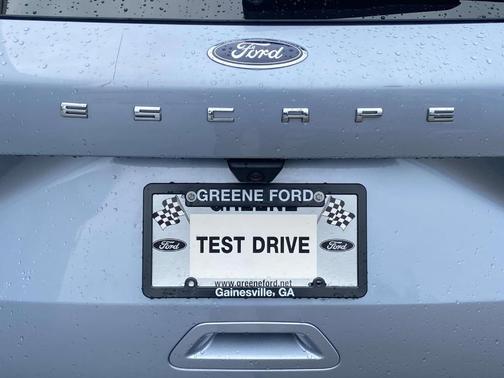 Ford
ESCAPE
GREENE FORD
Ford
TEST DRIVE
Ford
www.greeneford.net
Gainesville, GA